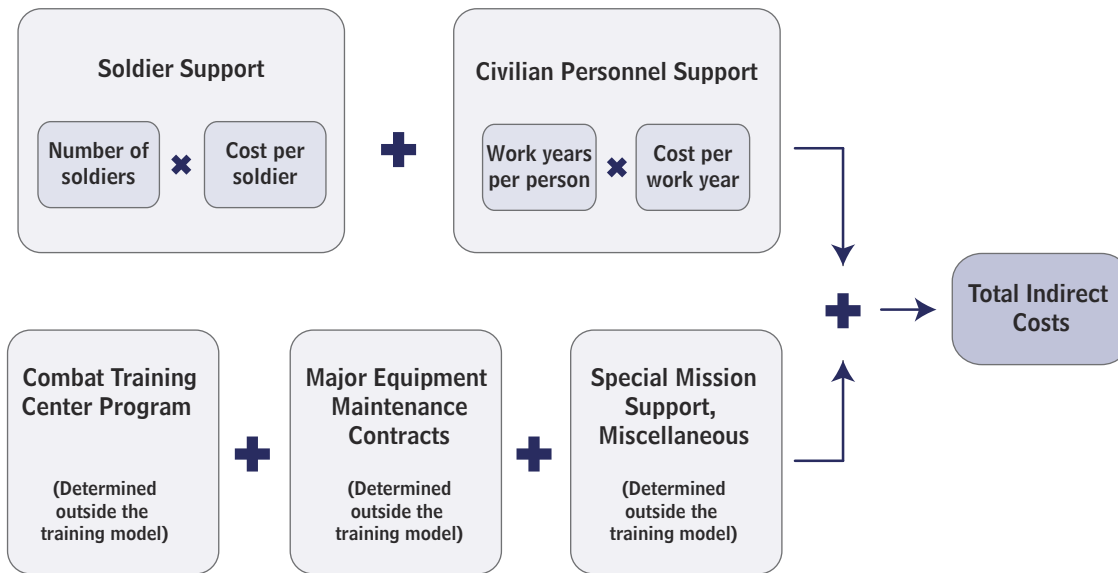 Soldier Support
Number of
soldiers
Cost per
soldier
Civilian Personnel Support
Work years
per person
Cost per
work year
Total Indirect
Costs
Combat Training
Center Program
(Determined
outside the
training model)
Major Equipment
Maintenance
Contracts
(Determined
outside the
training model)
Special Mission
Support,
Miscellaneous
(Determined
outside the
training model)